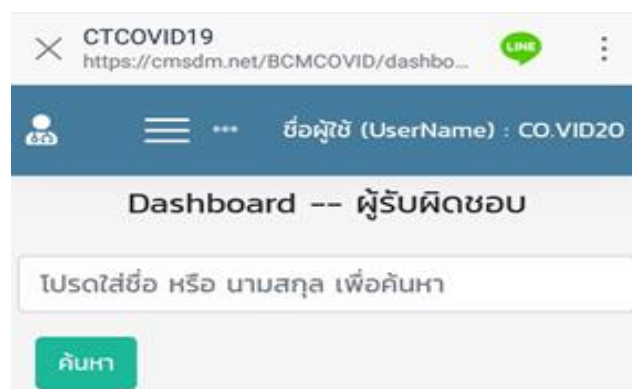 CTCOVID19
https://cmsdm.net/BCMCOVID/dashbo...
LINE
ชื่อผู้ใช้ (UserName) : CO.VID20
Dashboard -- ผู้รับผิดชอบ
โปรดใส่ชื่อ หรือ นามสกุล เพื่อค้นหา
ค้นหา